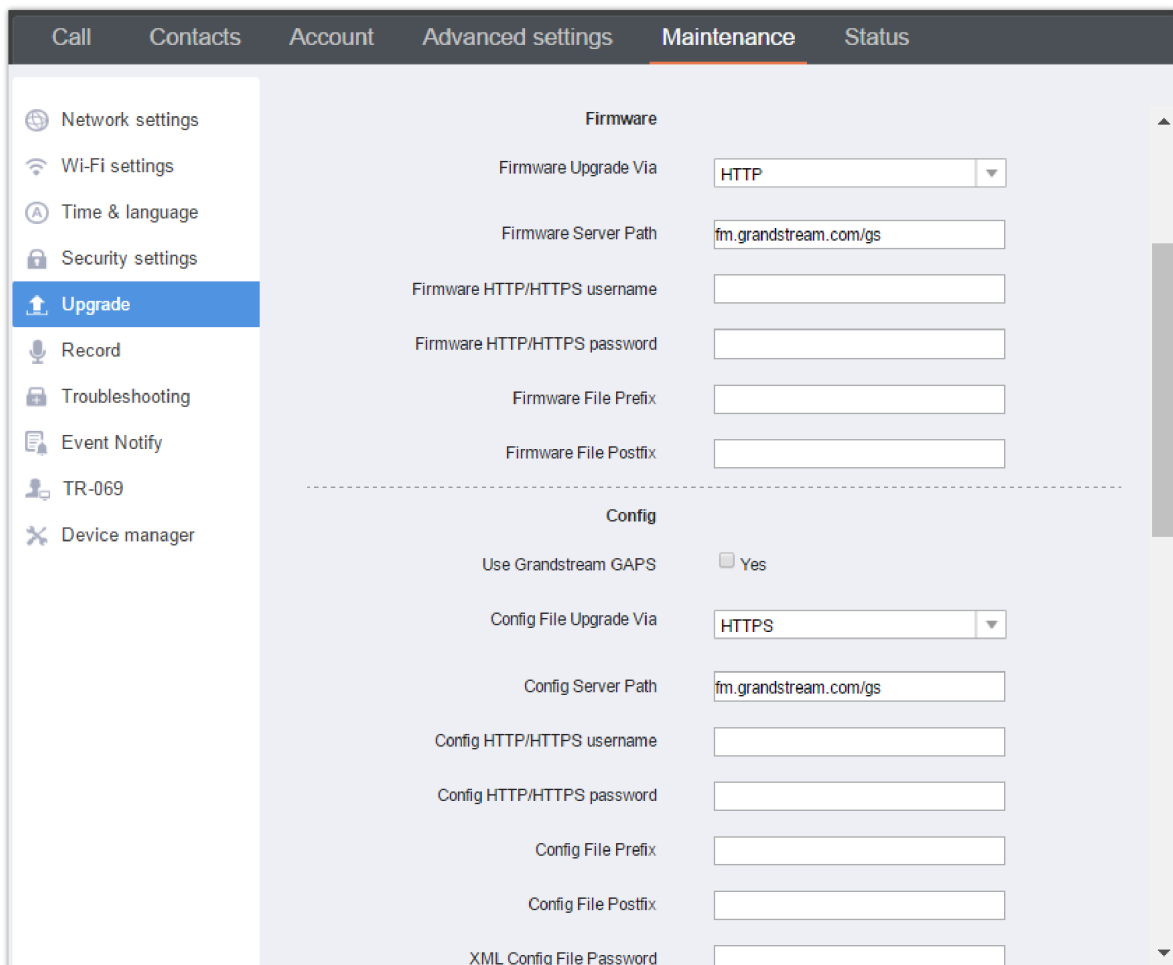 Call Contacts Account Advanced settings Maintenance Status
Network settings
Wi-Fi settings
Time & language
Security settings
Upgrade
Record
Troubleshooting
Event Notify
TR-069
Device manager
Firmware
Firmware Upgrade Via HTTP
Firmware Server Path fm.grandstream.com/gs
Firmware HTTP/HTTPS username
Firmware HTTP/HTTPS password
Firmware File Prefix
Firmware File Postfix
Config
Use Grandstream GAPS Yes
Config File Upgrade Via HTTPS
Config Server Path fm.grandstream.com/gs
Config HTTP/HTTPS username
Config HTTP/HTTPS password
Config File Prefix
Config File Postfix
XML Config File Password